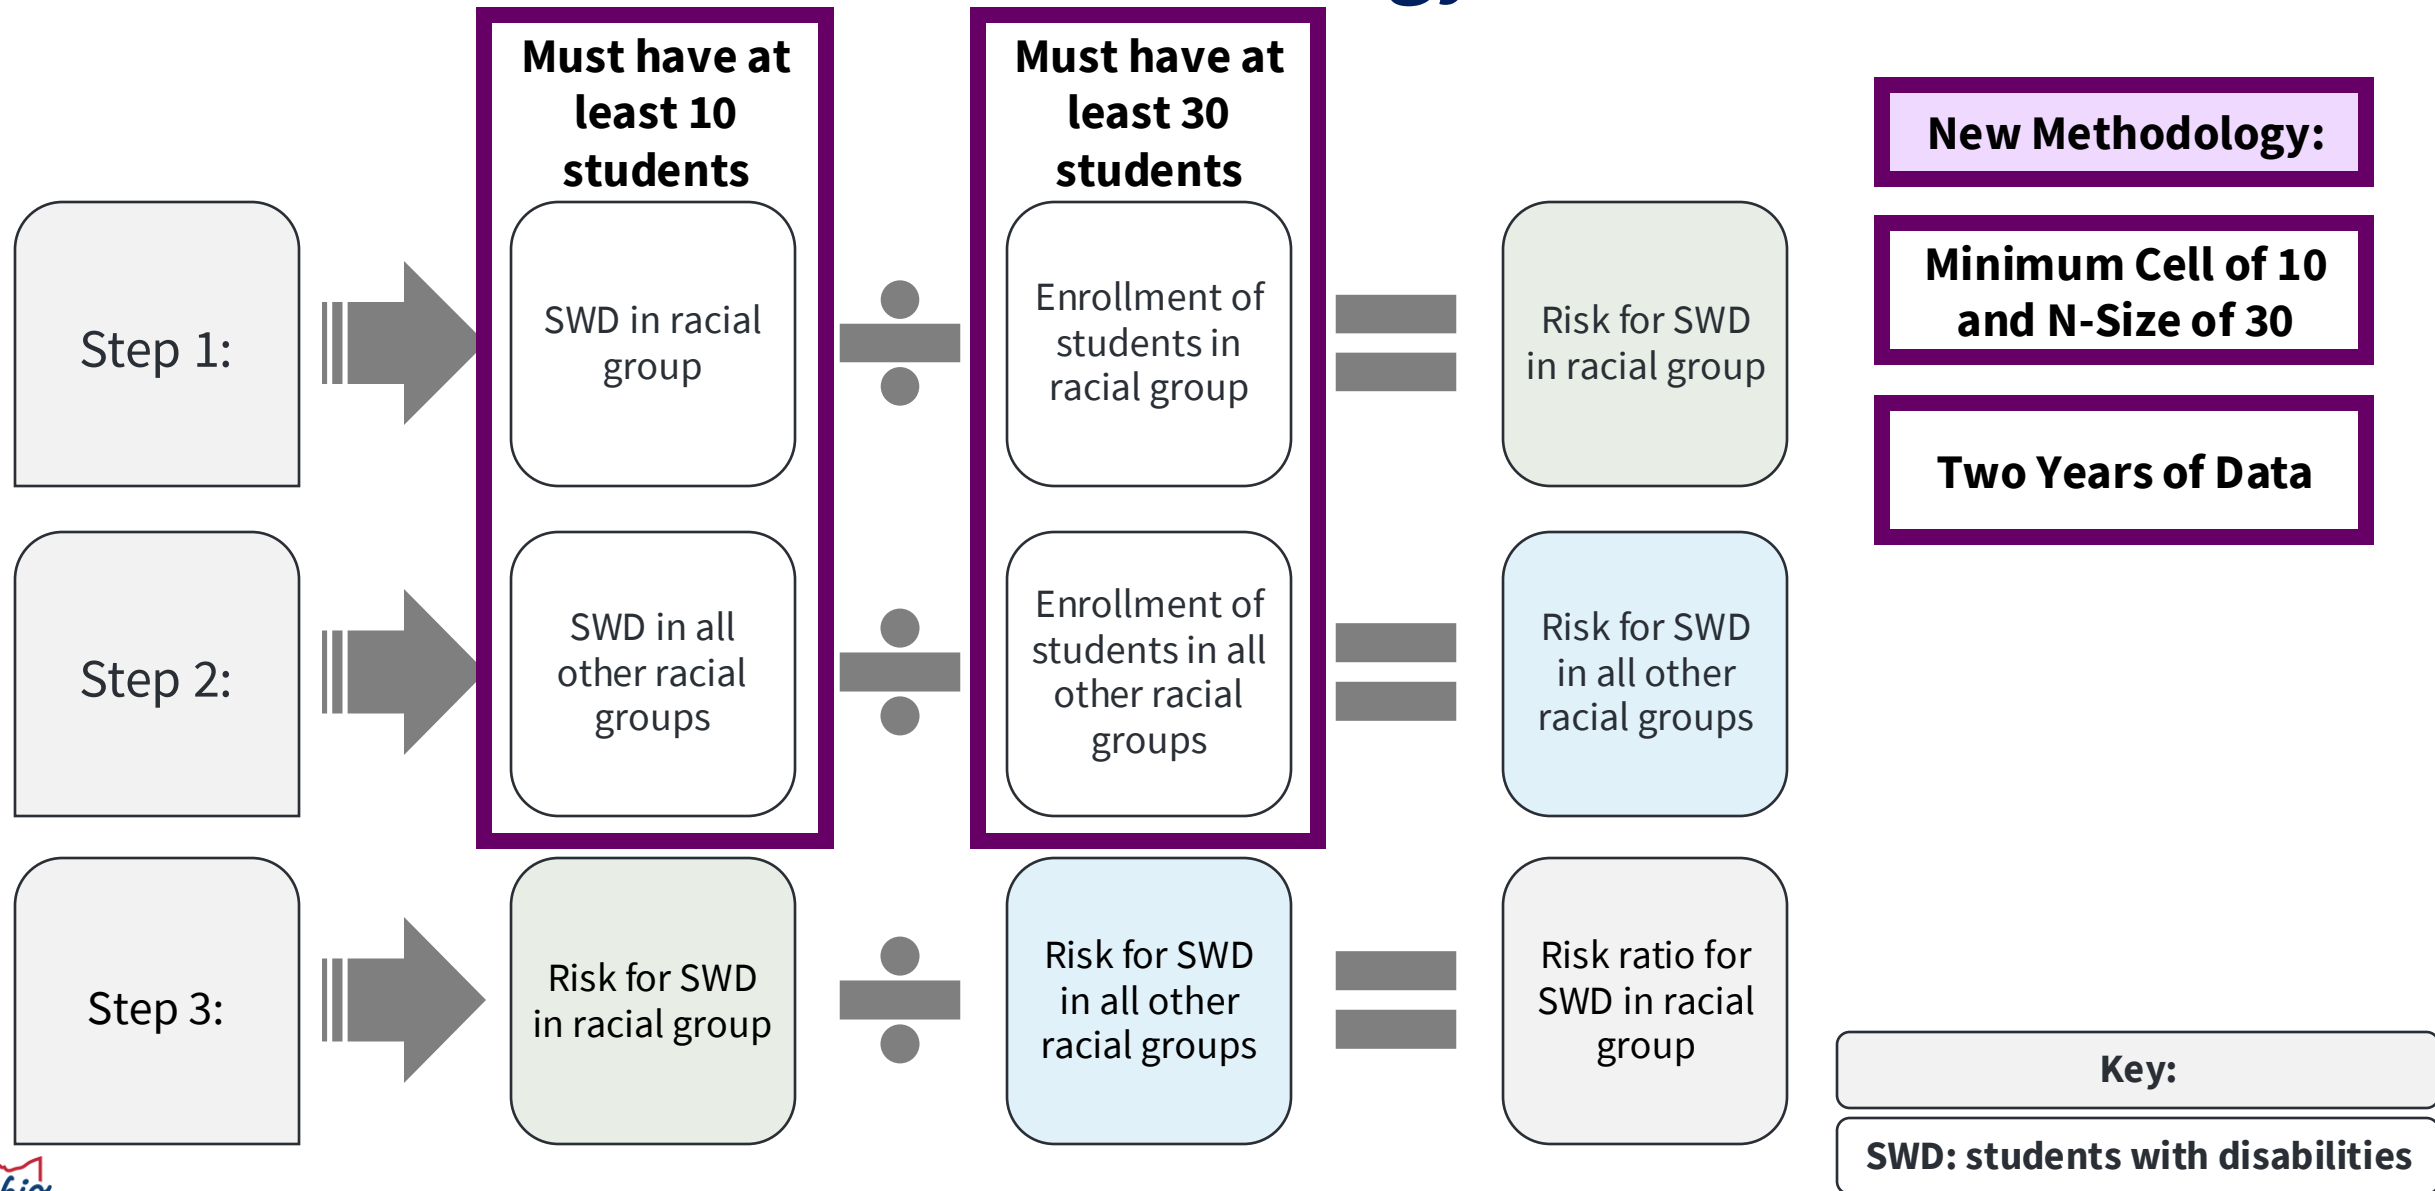 Must have at
least 10
students
Must have at
least 30
students
New Methodology:
Minimum Cell of 10
and N-Size of 30
Two Years of Data
Step 1:
SWD in racial
group
Enrollment of
students in
racial group
Risk for SWD
in racial group
Step 2:
SWD in all
other racial
groups
Enrollment of
students in all
other racial
groups
Risk for SWD
in all other
racial groups
Step 3:
Risk for SWD
in racial group
Risk for SWD
in all other
racial groups
Risk ratio for
SWD in racial
group
Key:
SWD: students with disabilities